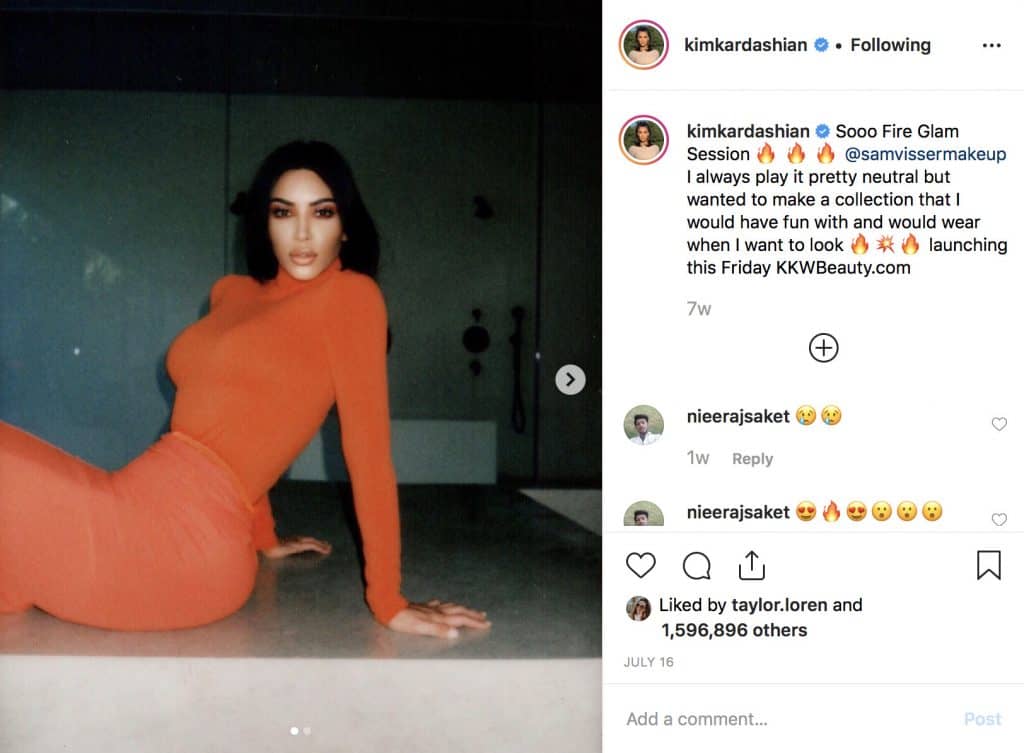 kimkardashian • Following
kimkardashian Sooo Fire Glam
Session 🔥 🔥 🔥 @samvissermakeup
I always play it pretty neutral but
wanted to make a collection that I
would have fun with and would wear
when I want to look 🔥 💥 🔥 launching
this Friday KKWBeauty.com
7w
nieerajsaket 😢😢
1w Reply
nieerajsaket 😍🔥😍😮😮😮
Liked by taylor.loren and
1,596,896 others
JULY 16
Add a comment... Post